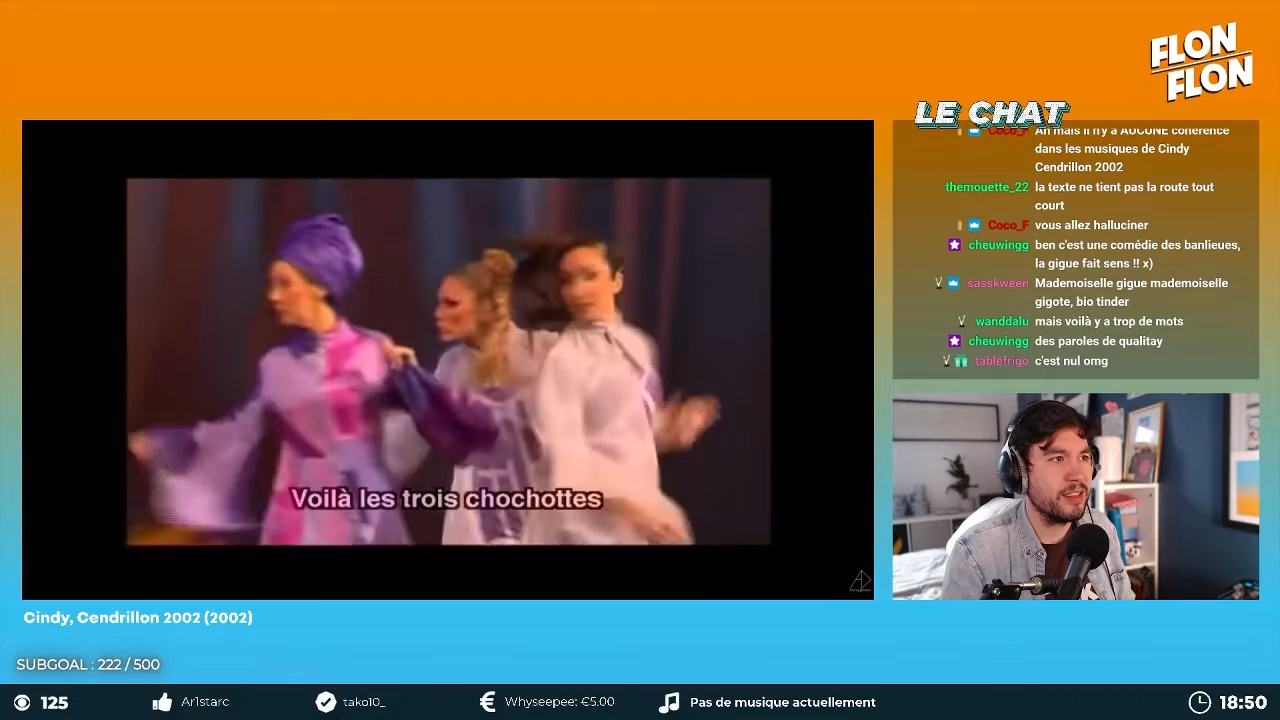 FLON
FLON
LE CHAT
Coco_F Ah mais il n'y a AUCUNE cohérence
dans les musiques de Cindy
Cendrillon 2002
themouette_22 la texte ne tient pas la route tout
court
Coco_F vous allez halluciner
cheuwingg ben c'est une comédie des banlieues,
la gigue fait sens !! x)
sasskween Mademoiselle gigue mademoiselle
gigote, bio tinder
wanddalu mais voilà y a trop de mots
cheuwingg des paroles de qualitay
tablefrigo c'est nul omg
Voilà les trois chochottes
Cindy, Cendrillon 2002 (2002)
SUBGOAL : 222 / 500
125
Ar1starc
tako10_
Whyseepee: €5.00
Pas de musique actuellement
18:50